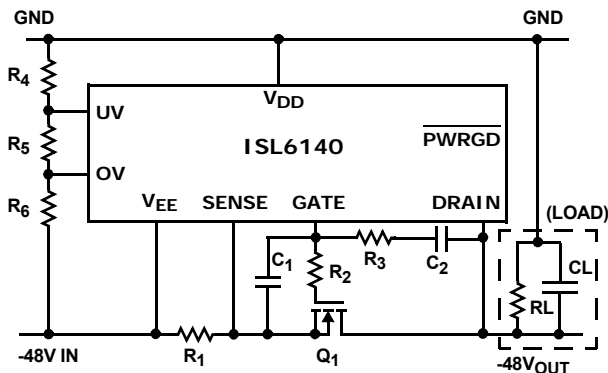 GND
GND
R4
VDD
UV
ISL6140
PWRGD
R5
OV
R6
VEE
SENSE
GATE
DRAIN
(LOAD)
C1
R2
R3
C2
CL
RL
-48V IN
R1
Q1
-48VOUT